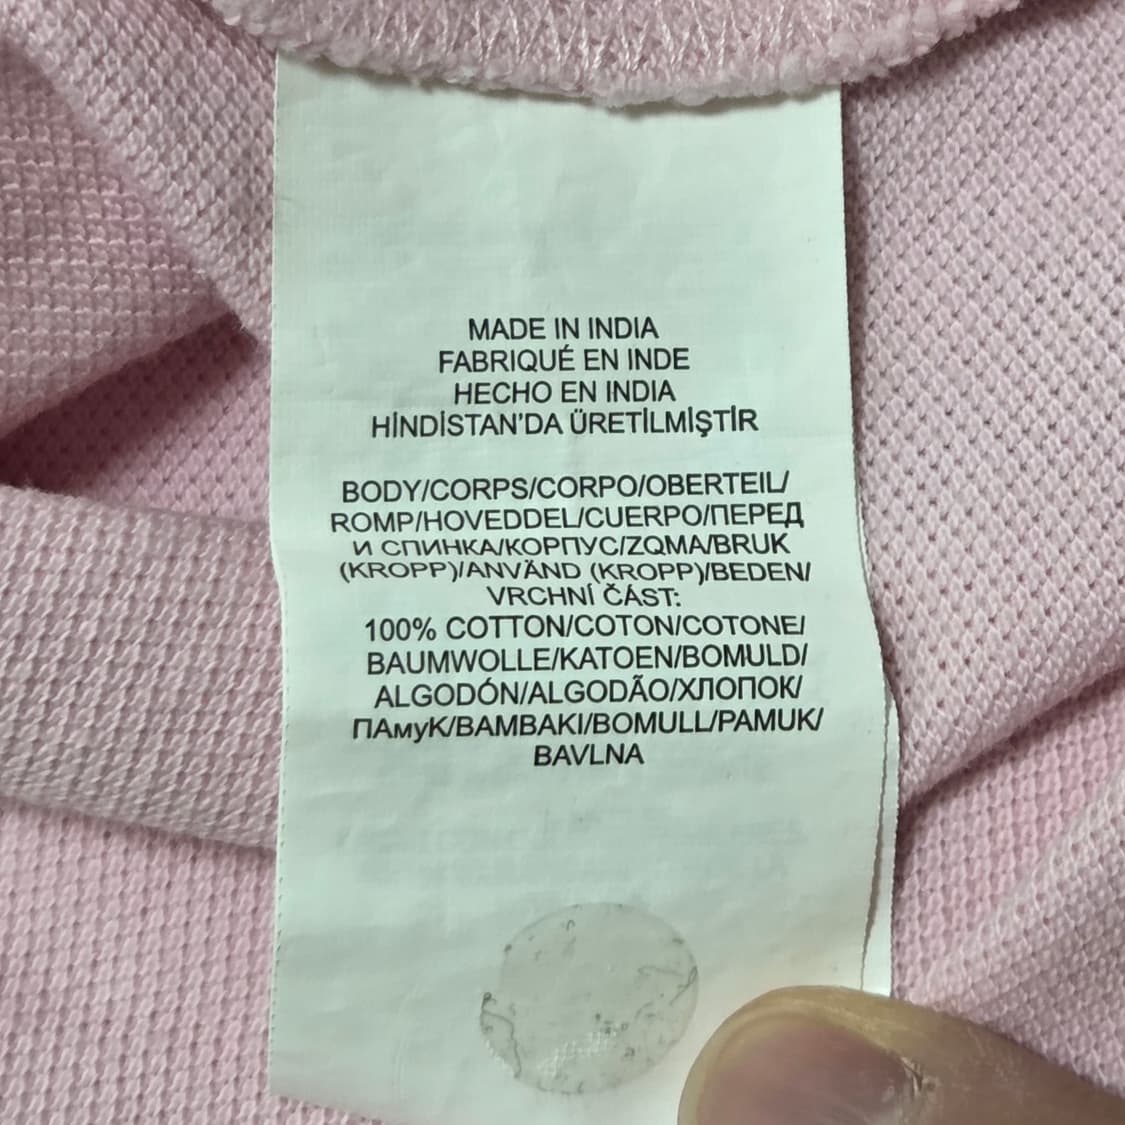 MADE IN INDIA
FABRIQUÉ EN INDE
HECHO EN INDIA
HİNDİSTAN'DA ÜRETİLMİŞTİR
BODY/CORPS/CORPO/OBERTEIL/
ROMP/HOVEDDEL/CUERPO/ПЕРЕД
И СПИНКА/КОРПУС/ZQMA/BRUK
(KROPP)/ANVÄND (KROPP)/BEDEN/
VRCHNÍ ČÁST:
100% COTTON/COTON/COTONE/
BAUMWOLLE/KATOEN/BOMULD/
ALGODÓN/ALGODÃO/ХЛОПОК/
ПАмуК/BAMBAKI/BOMULL/PAMUK/
BAVLNA